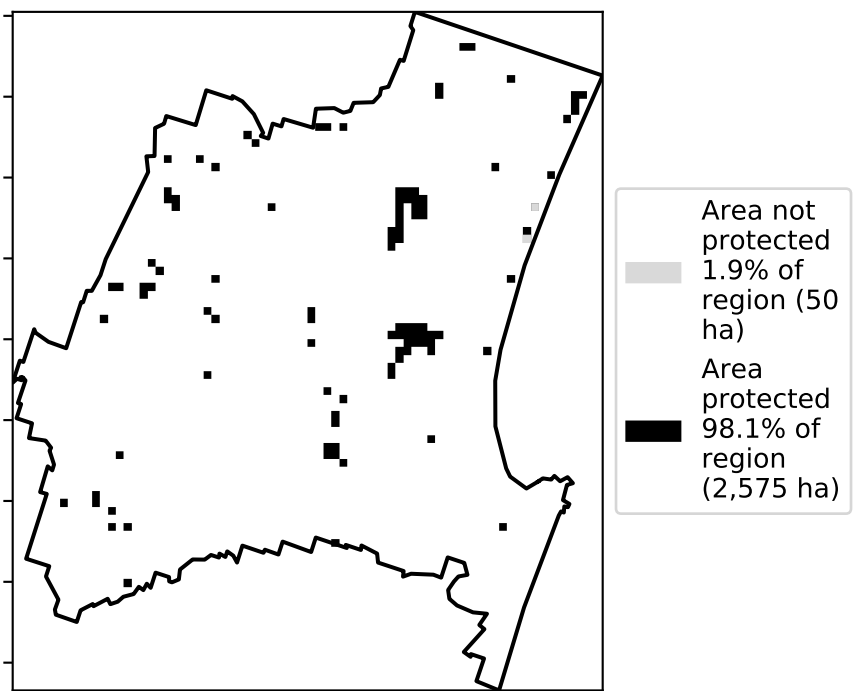 Area not
protected
1.9% of
region (50
ha)
Area
protected
98.1% of
region
(2,575 ha)